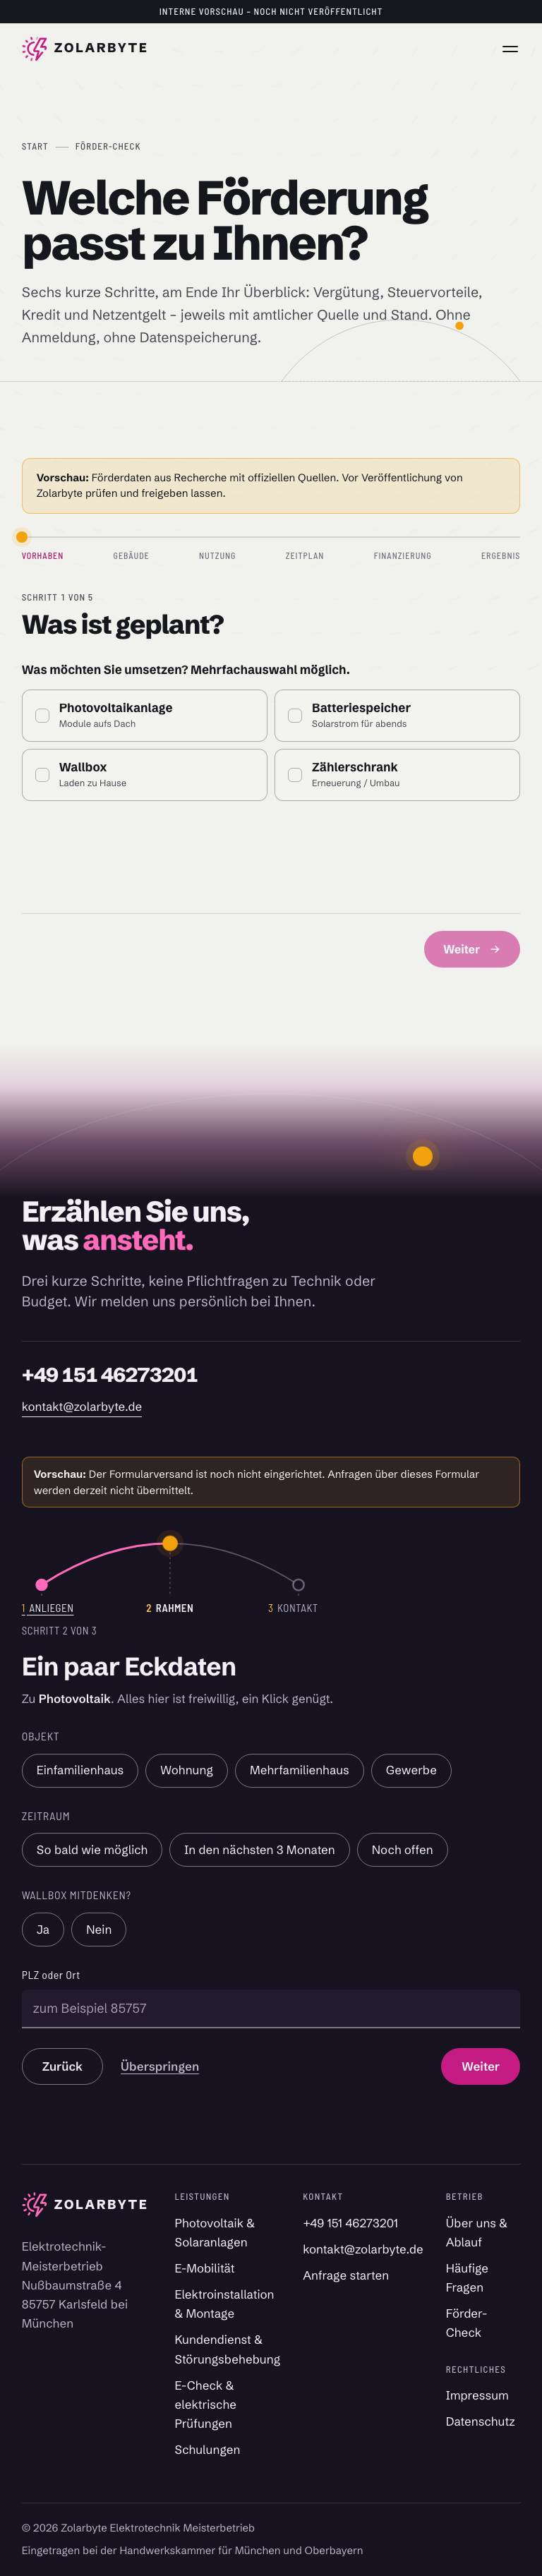 INTERNE VORSCHAU – NOCH NICHT VERÖFFENTLICHT
ZOLARBYTE
START — FÖRDER-CHECK
Welche Förderung
passt zu Ihnen?
Sechs kurze Schritte, am Ende Ihr Überblick: Vergütung, Steuervorteile,
Kredit und Netzentgelt – jeweils mit amtlicher Quelle und Stand. Ohne
Anmeldung, ohne Datenspeicherung.
Vorschau: Förderdaten aus Recherche mit offiziellen Quellen. Vor Veröffentlichung von
Zolarbyte prüfen und freigeben lassen.
VORHABEN GEBÄUDE NUTZUNG ZEITPLAN FINANZIERUNG ERGEBNIS
SCHRITT 1 VON 5
Was ist geplant?
Was möchten Sie umsetzen? Mehrfachauswahl möglich.
Photovoltaikanlage
Module aufs Dach
Batteriespeicher
Solarstrom für abends
Wallbox
Laden zu Hause
Zählerschrank
Erneuerung / Umbau
Weiter →
Erzählen Sie uns,
was ansteht.
Drei kurze Schritte, keine Pflichtfragen zu Technik oder
Budget. Wir melden uns persönlich bei Ihnen.
+49 151 46273201
kontakt@zolarbyte.de
Vorschau: Der Formularversand ist noch nicht eingerichtet. Anfragen über dieses Formular
werden derzeit nicht übermittelt.
1 ANLIEGEN 2 RAHMEN 3 KONTAKT
SCHRITT 2 VON 3
Ein paar Eckdaten
Zu Photovoltaik. Alles hier ist freiwillig, ein Klick genügt.
OBJEKT
Einfamilienhaus Wohnung Mehrfamilienhaus Gewerbe
ZEITRAUM
So bald wie möglich In den nächsten 3 Monaten Noch offen
WALLBOX MITDENKEN?
Ja Nein
PLZ oder Ort
zum Beispiel 85757
Zurück Überspringen Weiter
ZOLARBYTE
Elektrotechnik-
Meisterbetrieb
Nußbaumstraße 4
85757 Karlsfeld bei
München
LEISTUNGEN
Photovoltaik &
Solaranlagen
E-Mobilität
Elektroinstallation
& Montage
Kundendienst &
Störungsbehebung
E-Check &
elektrische
Prüfungen
Schulungen
KONTAKT
+49 151 46273201
kontakt@zolarbyte.de
Anfrage starten
BETRIEB
Über uns &
Ablauf
Häufige
Fragen
Förder-
Check
RECHTLICHES
Impressum
Datenschutz
© 2026 Zolarbyte Elektrotechnik Meisterbetrieb
Eingetragen bei der Handwerkskammer für München und Oberbayern